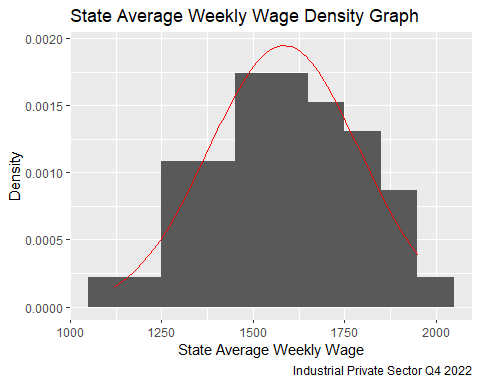 State Average Weekly Wage Density Graph
0.0020
0.0015
0.0010
0.0005
0.0000
Density
1000 1250 1500 1750 2000
State Average Weekly Wage
Industrial Private Sector Q4 2022